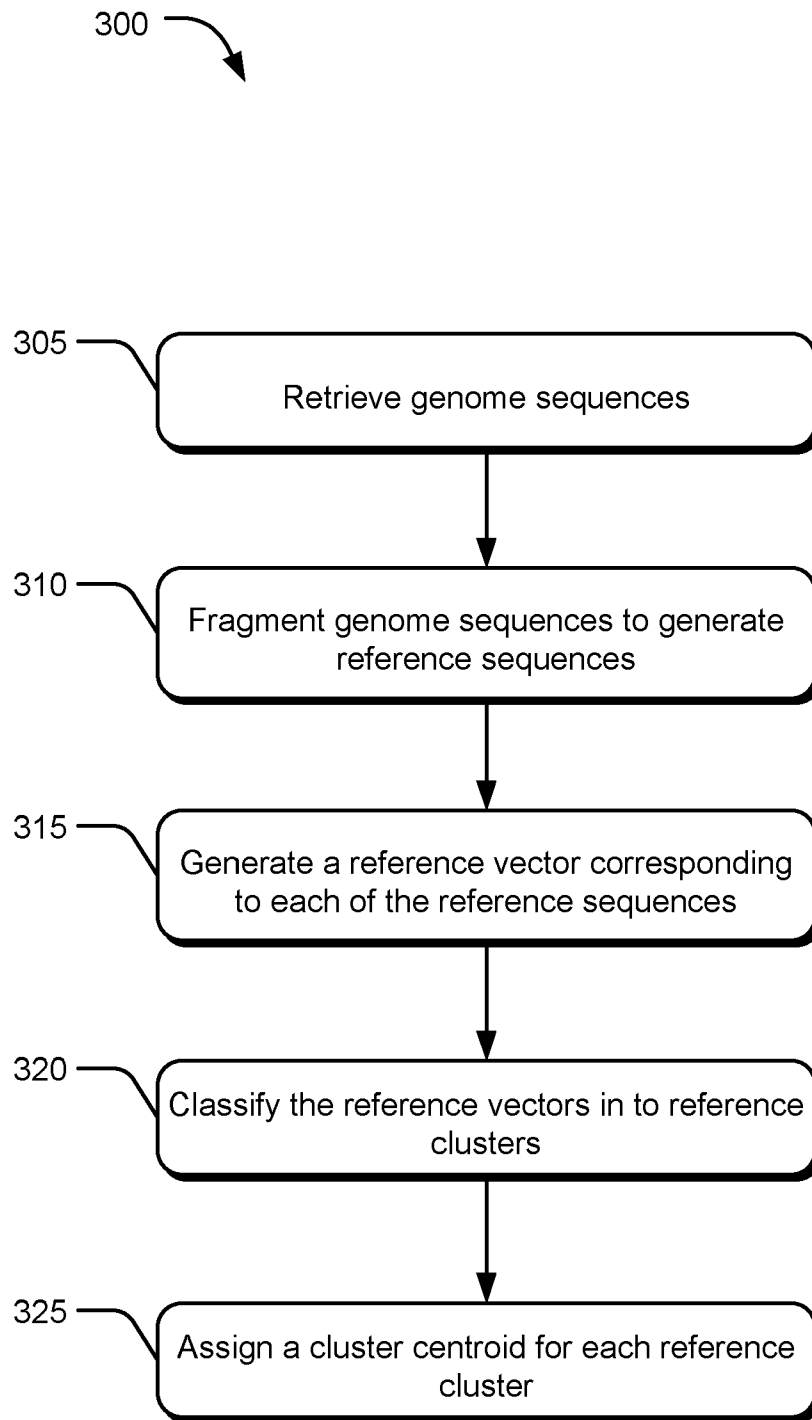 300
305
Retrieve genome sequences
310
Fragment genome sequences to generate
reference sequences
315
Generate a reference vector corresponding
to each of the reference sequences
320
Classify the reference vectors in to reference
clusters
325
Assign a cluster centroid for each reference
cluster